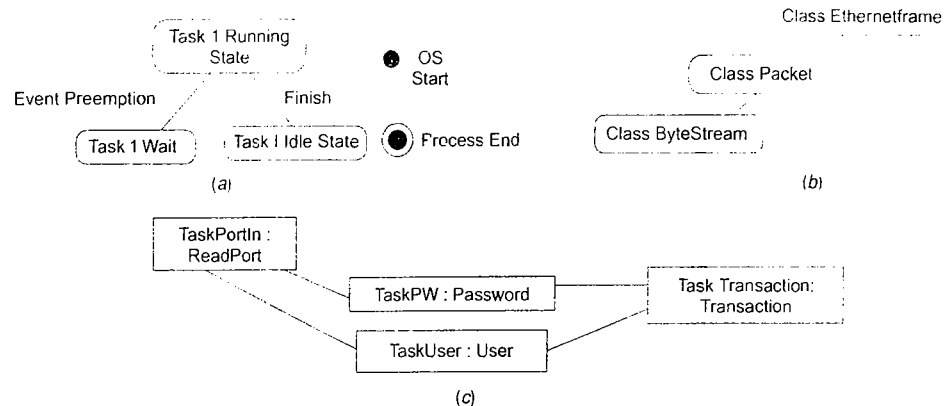 Class Ethernetframe
Task 1 Running
State
OS
Start
Class Packet
Event Preemption
Finish
Task 1 Wait
Task I Idle State
Process End
Class ByteStream
(a)
(b)
TaskPortIn :
ReadPort
TaskPW : Password
Task Transaction:
Transaction
TaskUser : User
(c)